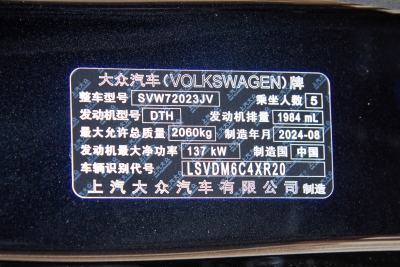 大众汽车(VOLKSWAGEN)牌
整车型号 SVW72023JV 乘坐人数 5
发动机型号 DTH 发动机排量 1984 mL
最大允许总质量 2060kg 制造年月 2024-08
发动机最大净功率 137 kW 制造国 中国
车辆识别代号 LSVDM6C4XR20
上汽大众汽车有限公司 制造